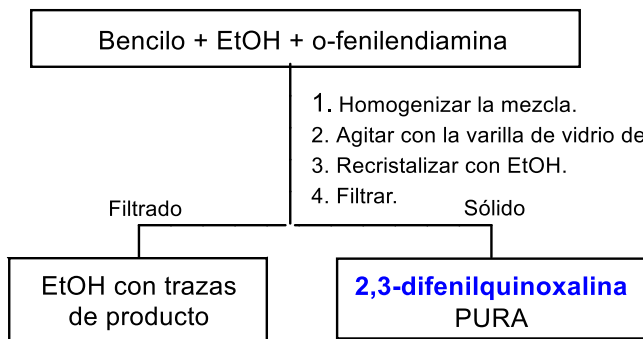 Bencilo + EtOH + o-fenilendiamina
1. Homogenizar la mezcla.
2. Agitar con la varilla de vidrio de
3. Recristalizar con EtOH.
4. Filtrar.
Filtrado
Sólido
EtOH con trazas
de producto
2,3-difenilquinoxalina
PURA